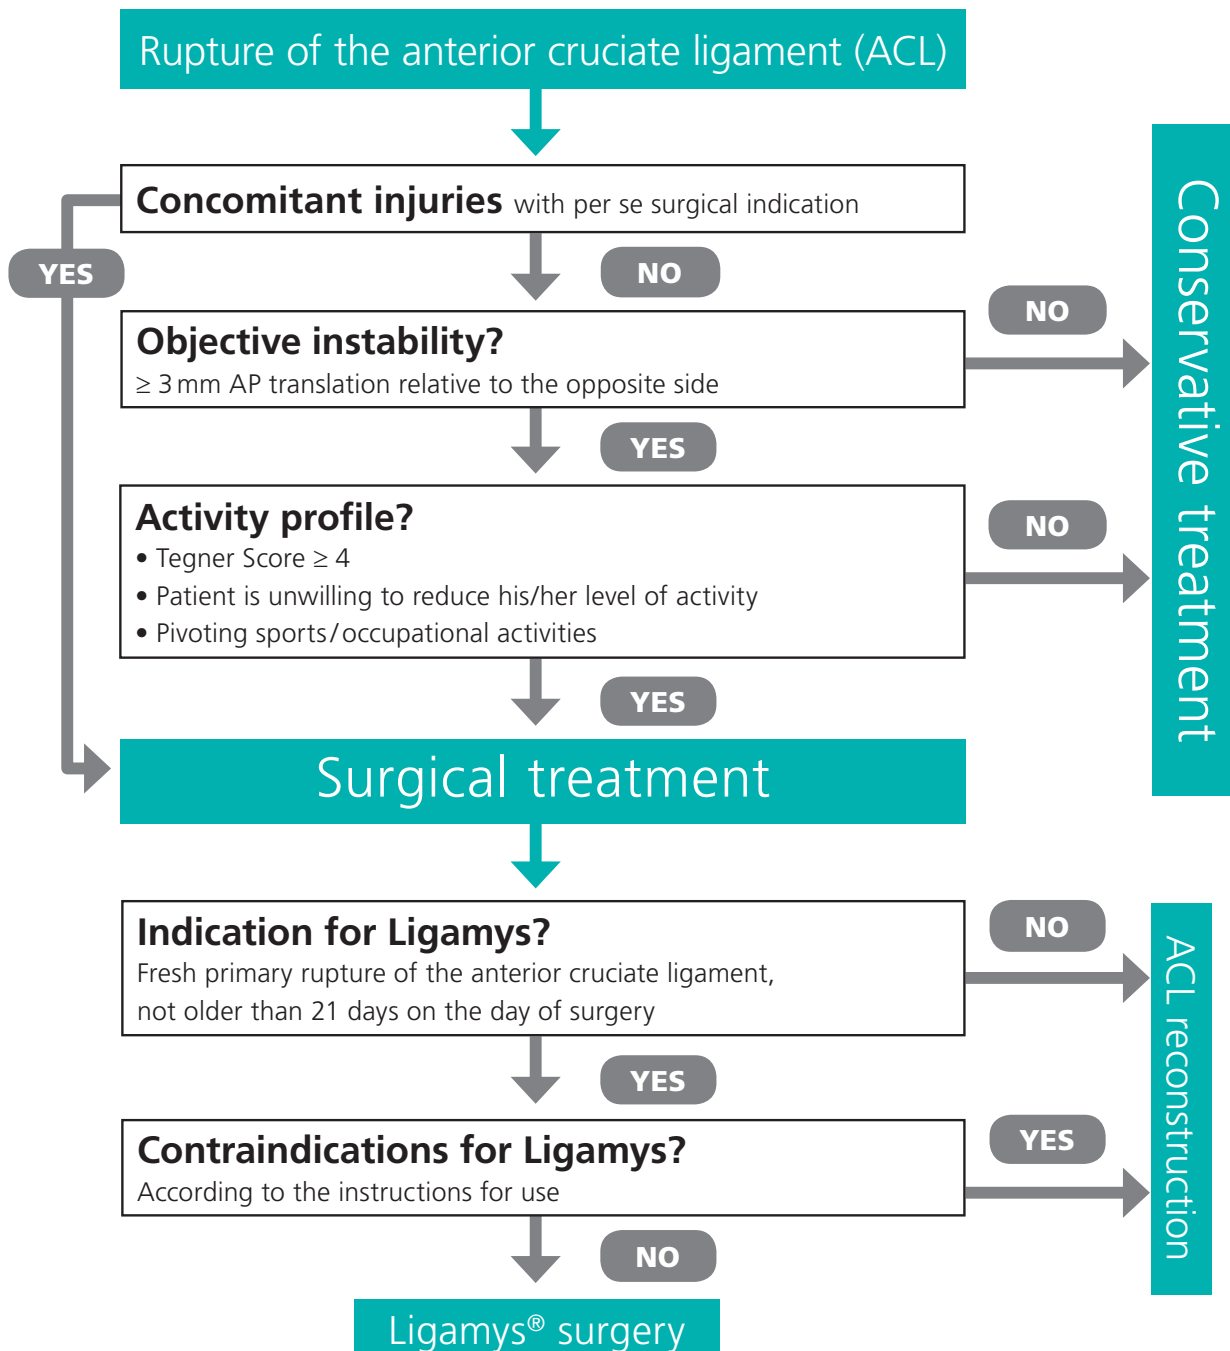 Rupture of the anterior cruciate ligament (ACL)
Concomitant injuries with per se surgical indication
YES
NO
Objective instability?
≥ 3 mm AP translation relative to the opposite side
NO
YES
Activity profile?
• Tegner Score ≥ 4
• Patient is unwilling to reduce his/her level of activity
• Pivoting sports/occupational activities
NO
YES
Conservative treatment
Surgical treatment
Indication for Ligamys?
Fresh primary rupture of the anterior cruciate ligament,
not older than 21 days on the day of surgery
NO
YES
Contraindications for Ligamys?
According to the instructions for use
YES
NO
ACL reconstruction
Ligamys® surgery